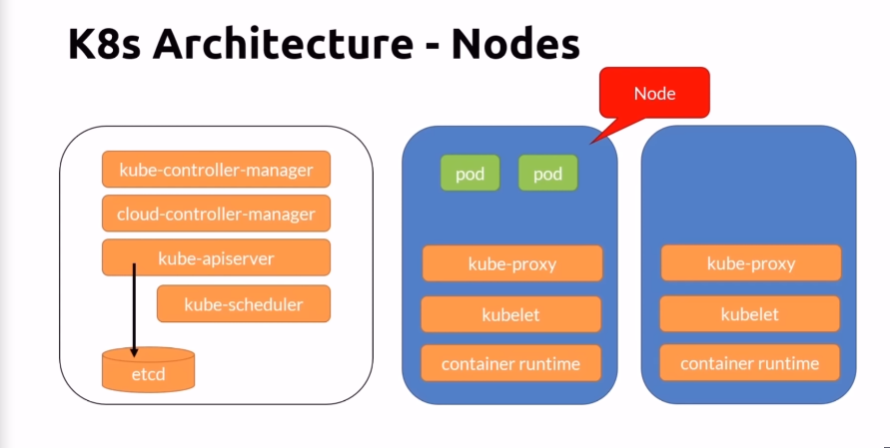 K8s Architecture - Nodes
Node
kube-controller-manager
cloud-controller-manager
kube-apiserver
kube-scheduler
etcd
pod
pod
kube-proxy
kubelet
container runtime
kube-proxy
kubelet
container runtime